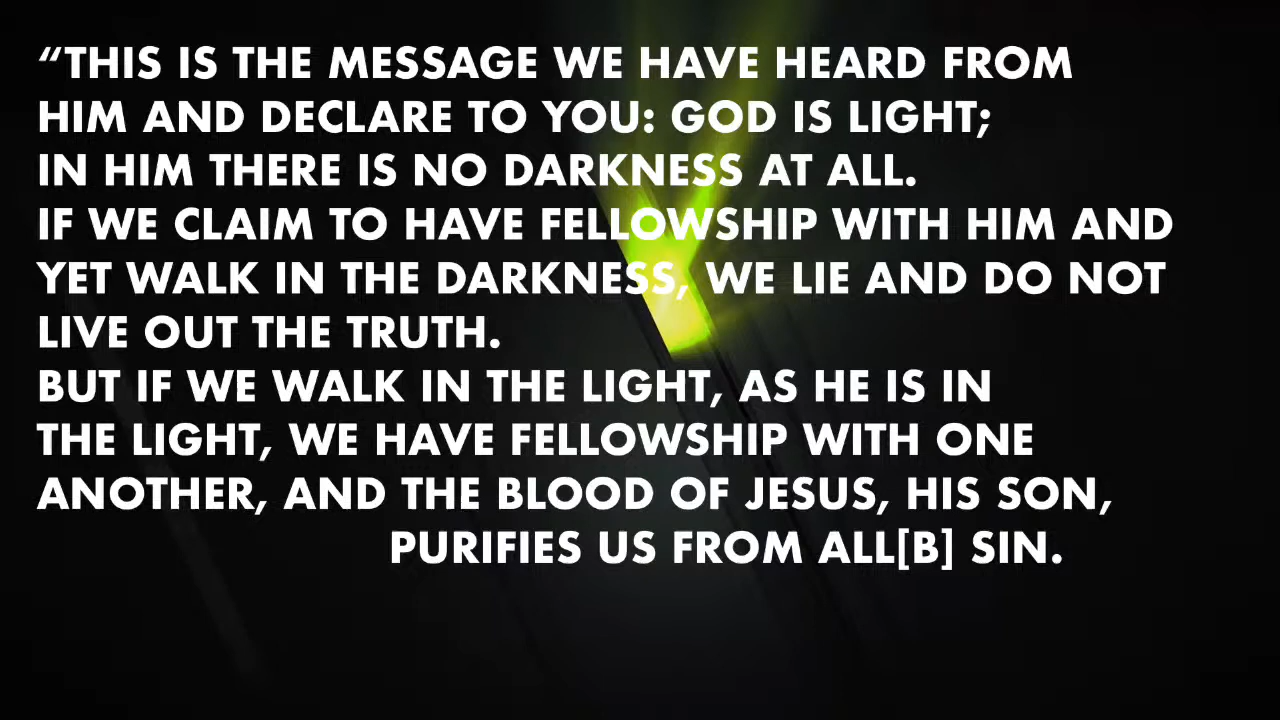 “THIS IS THE MESSAGE WE HAVE HEARD FROM
HIM AND DECLARE TO YOU: GOD IS LIGHT;
IN HIM THERE IS NO DARKNESS AT ALL.
IF WE CLAIM TO HAVE FELLOWSHIP WITH HIM AND
YET WALK IN THE DARKNESS, WE LIE AND DO NOT
LIVE OUT THE TRUTH.
BUT IF WE WALK IN THE LIGHT, AS HE IS IN
THE LIGHT, WE HAVE FELLOWSHIP WITH ONE
ANOTHER, AND THE BLOOD OF JESUS, HIS SON,
PURIFIES US FROM ALL[B] SIN.